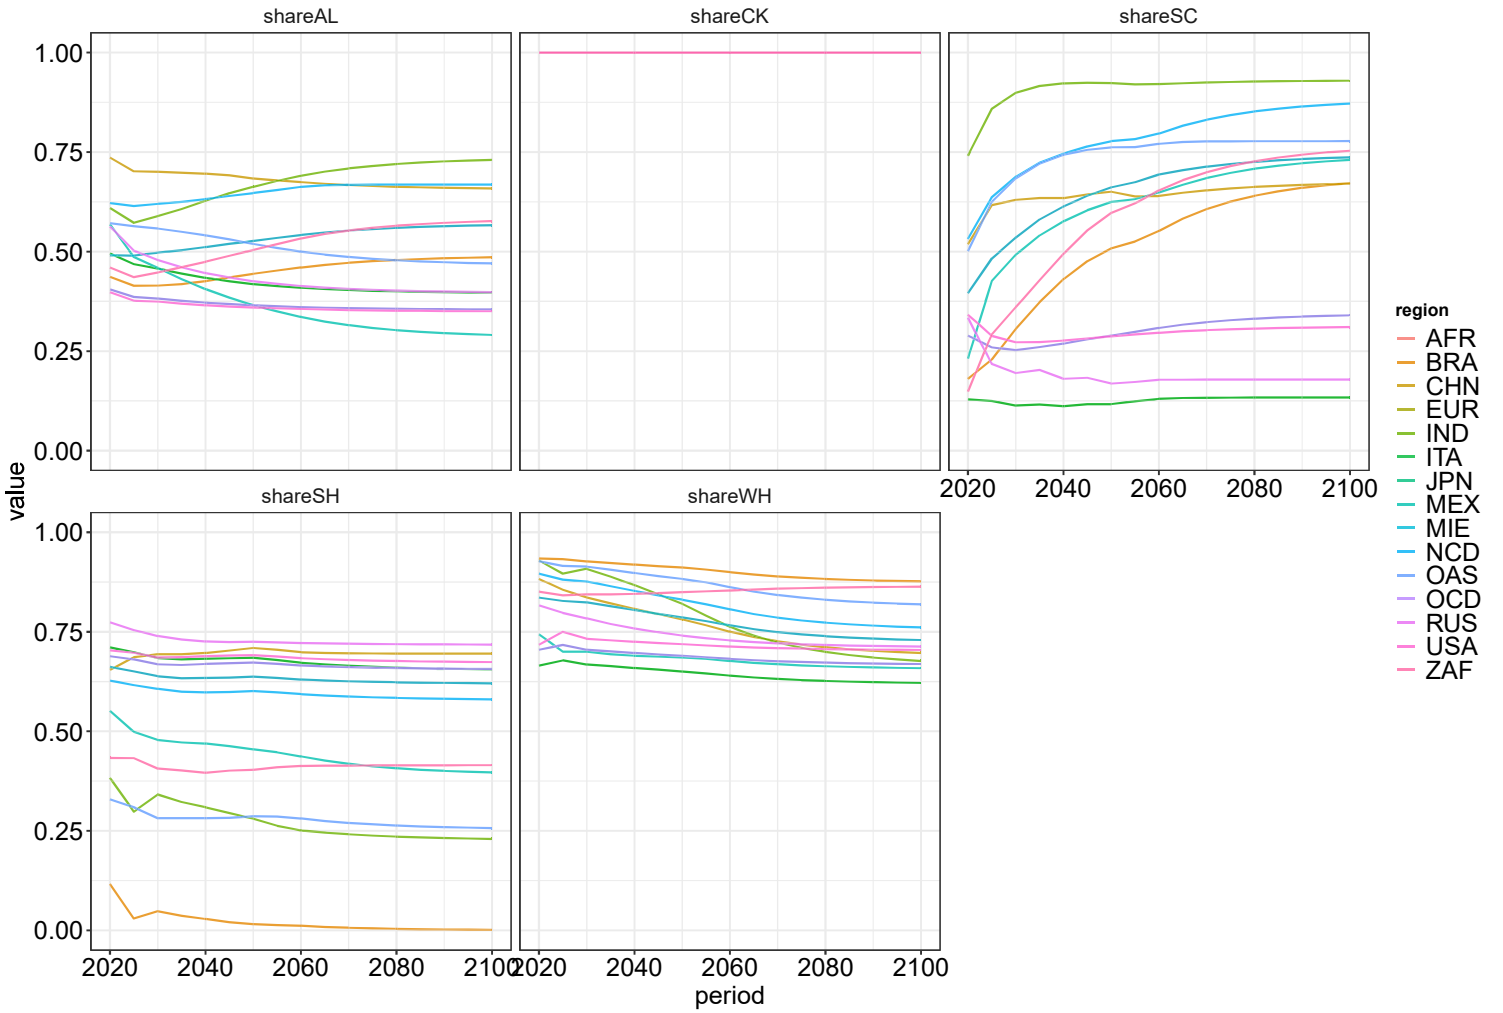 shareAL
shareCK
shareSC
1.00
0.75
0.50
0.25
0.00
2020 2040 2060 2080 2100
shareSH
shareWH
1.00
0.75
0.50
0.25
0.00
2020 2040 2060 2080 2100
2020 2040 2060 2080 2100
value
period
region
AFR
BRA
CHN
EUR
IND
ITA
JPN
MEX
MIE
NCD
OAS
OCD
RUS
USA
ZAF